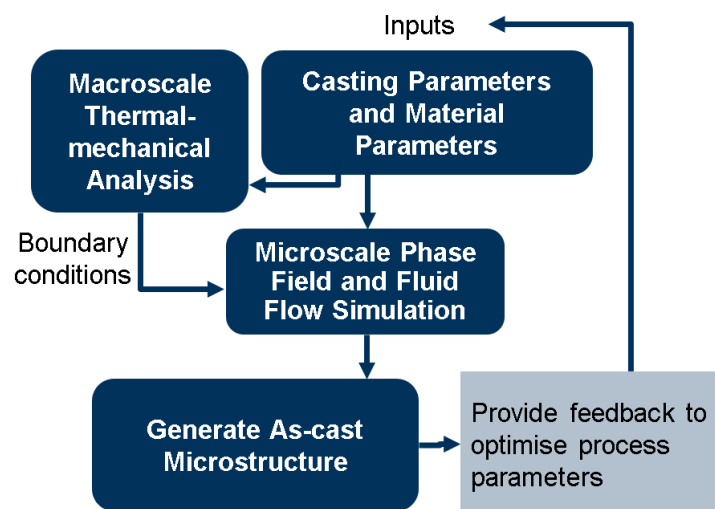 Inputs
Macroscale
Thermal-
mechanical
Analysis
Casting Parameters
and Material
Parameters
Boundary
conditions
Microscale Phase
Field and Fluid
Flow Simulation
Generate As-cast
Microstructure
Provide feedback to
optimise process
parameters